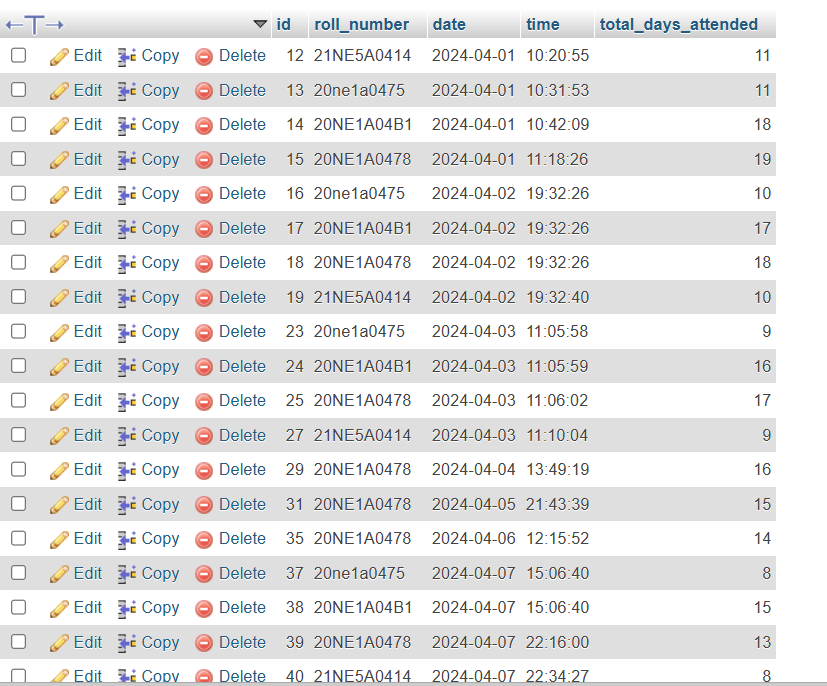 id roll_number date time total_days_attended
Edit Copy Delete 12 21NE5A0414 2024-04-01 10:20:55 11
Edit Copy Delete 13 20ne1a0475 2024-04-01 10:31:53 11
Edit Copy Delete 14 20NE1A04B1 2024-04-01 10:42:09 18
Edit Copy Delete 15 20NE1A0478 2024-04-01 11:18:26 19
Edit Copy Delete 16 20ne1a0475 2024-04-02 19:32:26 10
Edit Copy Delete 17 20NE1A04B1 2024-04-02 19:32:26 17
Edit Copy Delete 18 20NE1A0478 2024-04-02 19:32:26 18
Edit Copy Delete 19 21NE5A0414 2024-04-02 19:32:40 10
Edit Copy Delete 23 20ne1a0475 2024-04-03 11:05:58 9
Edit Copy Delete 24 20NE1A04B1 2024-04-03 11:05:59 16
Edit Copy Delete 25 20NE1A0478 2024-04-03 11:06:02 17
Edit Copy Delete 27 21NE5A0414 2024-04-03 11:10:04 9
Edit Copy Delete 29 20NE1A0478 2024-04-04 13:49:19 16
Edit Copy Delete 31 20NE1A0478 2024-04-05 21:43:39 15
Edit Copy Delete 35 20NE1A0478 2024-04-06 12:15:52 14
Edit Copy Delete 37 20ne1a0475 2024-04-07 15:06:40 8
Edit Copy Delete 38 20NE1A04B1 2024-04-07 15:06:40 15
Edit Copy Delete 39 20NE1A0478 2024-04-07 22:16:00 13
Edit Copy Delete 40 21NE5A0414 2024-04-07 22:34:27 8